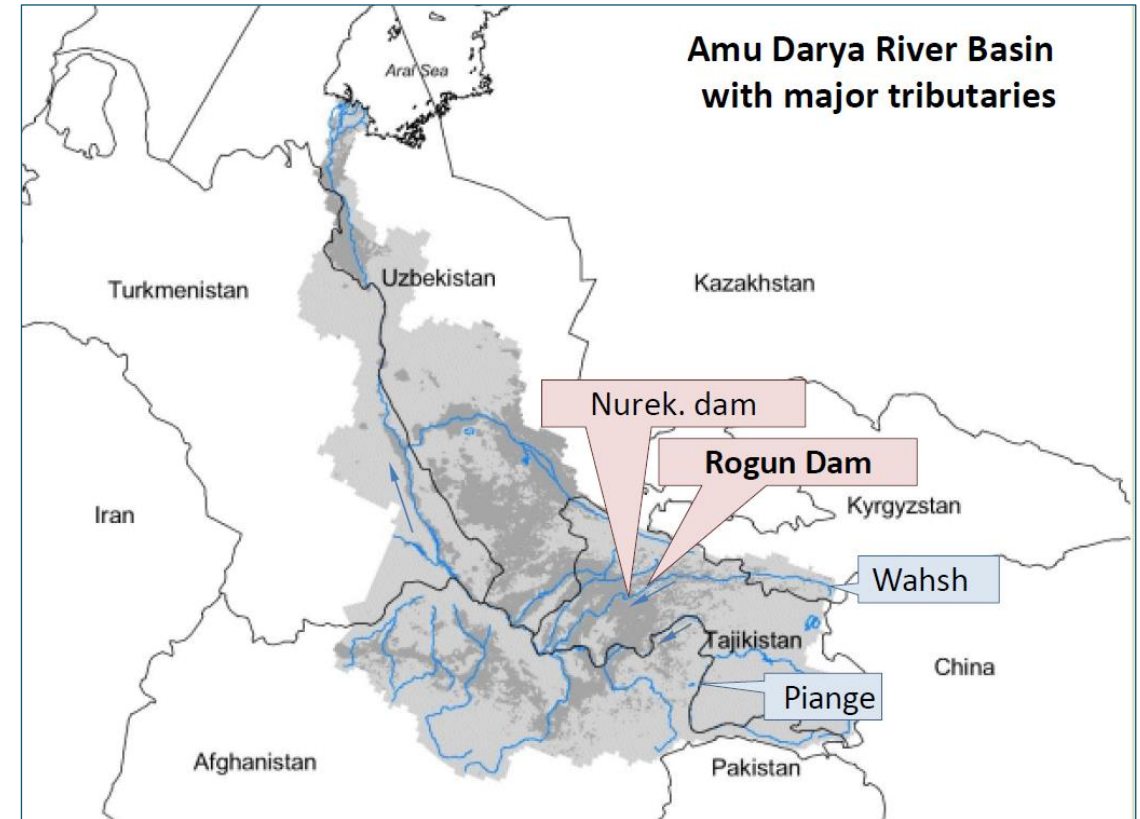 Amu Darya River Basin
with major tributaries
Aral Sea
Turkmenistan
Uzbekistan
Kazakhstan
Nurek. dam
Rogun Dam
Iran
Kyrgyzstan
Wahsh
Tajikistan
China
Piange
Afghanistan
Pakistan